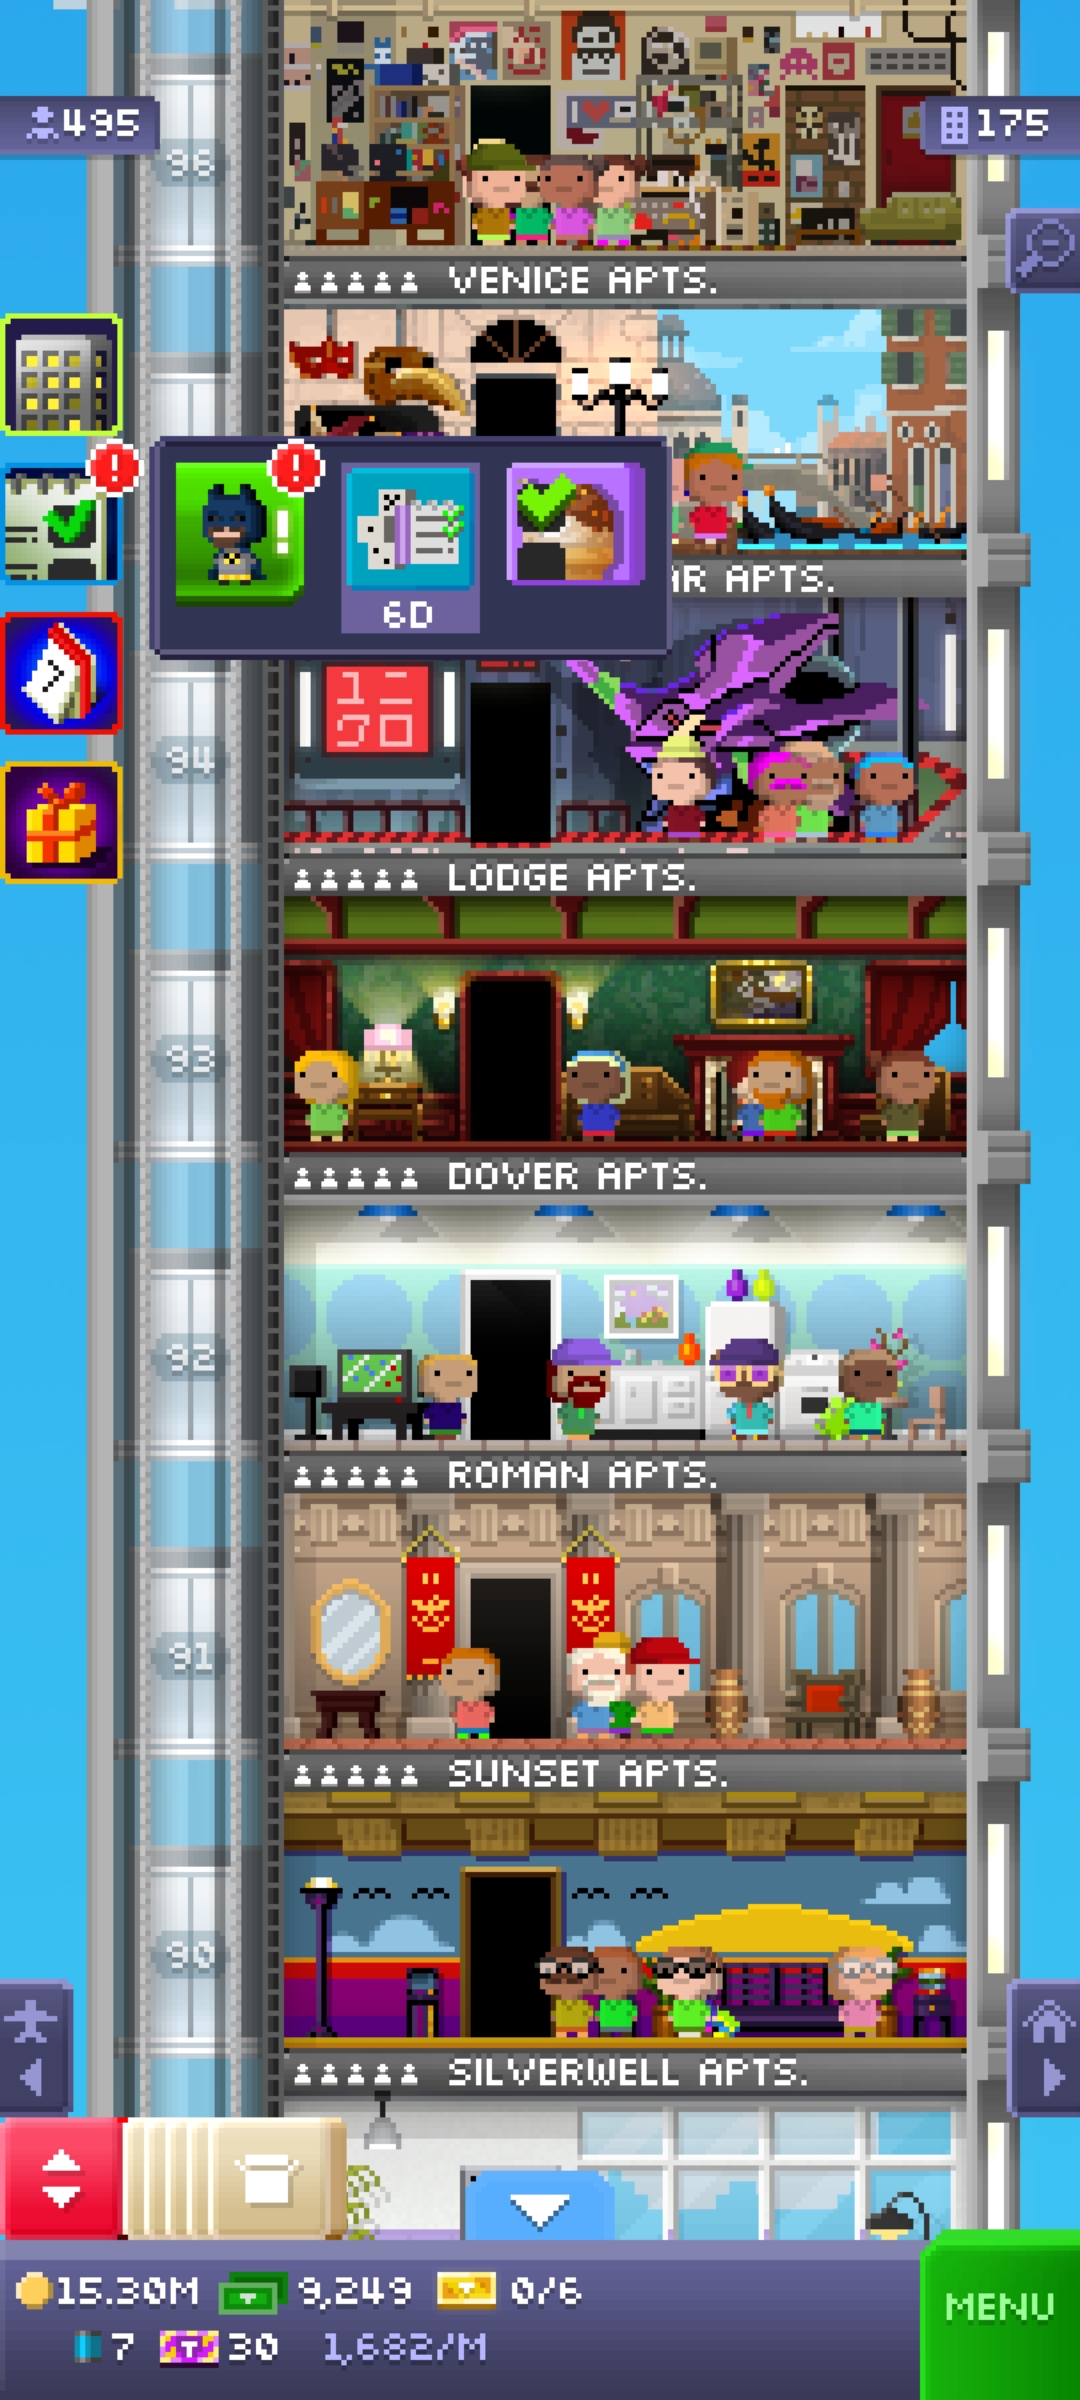 495
175
96
VENICE APTS.
AR APTS.
6D
94
LODGE APTS.
93
DOVER APTS.
92
ROMAN APTS.
91
SUNSET APTS.
90
SILVERWELL APTS.
15.30M
9,249
0/6
MENU
7
30
1,682/M